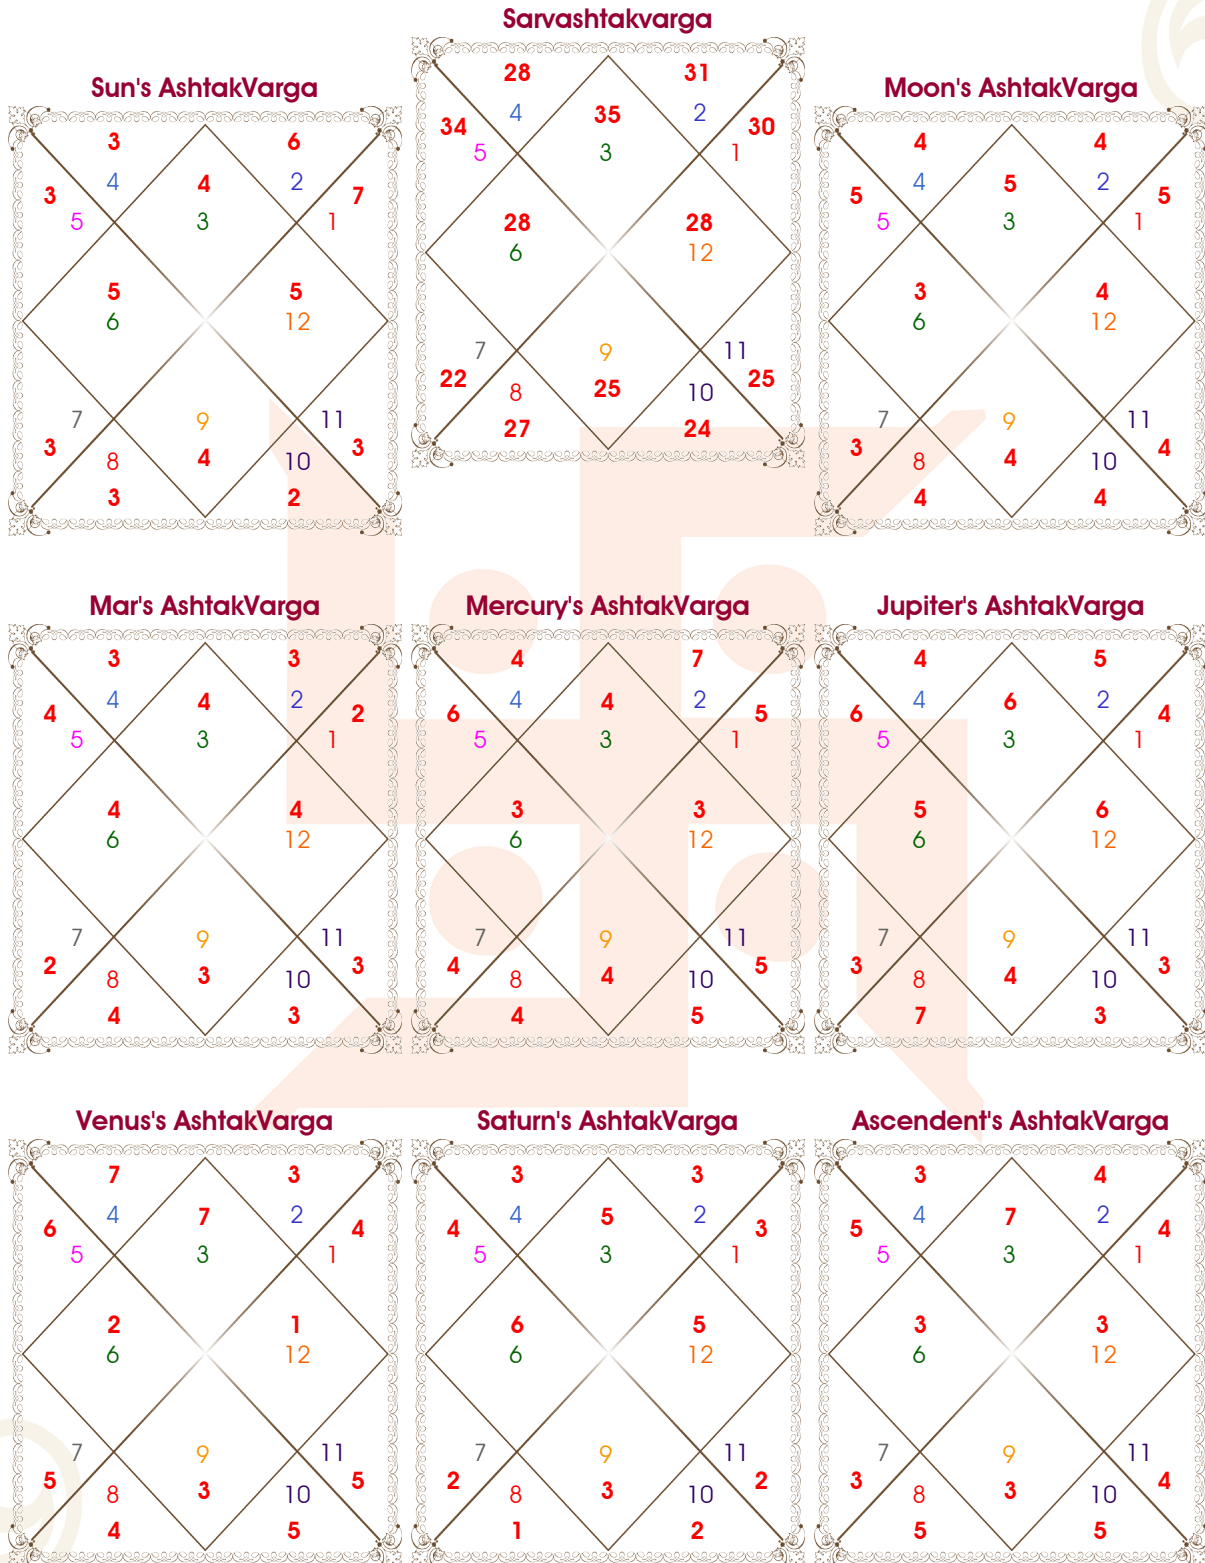 Sarvashtakvarga
28 31
4 35 2
34 30
5 3 1
28 28
6 12
7 9 11
22 25 25
8 10
27 24
Sun's AshtakVarga
3 6
4 4 2
3 7
5 3 1
5 5
6 12
7 9 11
3 4 3
8 10
3 2
Moon's AshtakVarga
4 4
4 5 2
5 5
5 3 1
3 4
6 12
7 9 11
3 4 4
8 10
4 4
Mar's AshtakVarga
3 3
4 4 2
4 2
5 3 1
4 4
6 12
7 9 11
2 3 3
8 10
4 3
Mercury's AshtakVarga
4 7
4 4 2
6 5
5 3 1
3 3
6 12
7 9 11
4 4 5
8 10
4 5
Jupiter's AshtakVarga
4 5
4 6 2
6 4
5 3 1
5 6
6 12
7 9 11
3 4 3
8 10
7 3
Venus's AshtakVarga
7 3
4 7 2
6 4
5 3 1
2 1
6 12
7 9 11
5 3 5
8 10
4 5
Saturn's AshtakVarga
3 3
4 5 2
4 3
5 3 1
6 5
6 12
7 9 11
2 3 2
8 10
1 2
Ascendent's AshtakVarga
3 4
4 7 2
5 4
5 3 1
3 3
6 12
7 9 11
3 3 4
8 10
5 5